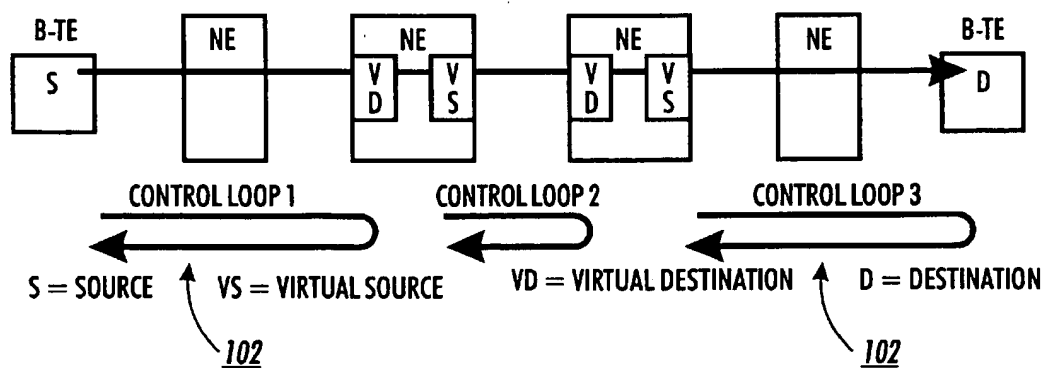 B-TE NE NE NE NE B-TE
S V D V S V D V S D
CONTROL LOOP 1 CONTROL LOOP 2 CONTROL LOOP 3
S = SOURCE VS = VIRTUAL SOURCE VD = VIRTUAL DESTINATION D = DESTINATION
102 102